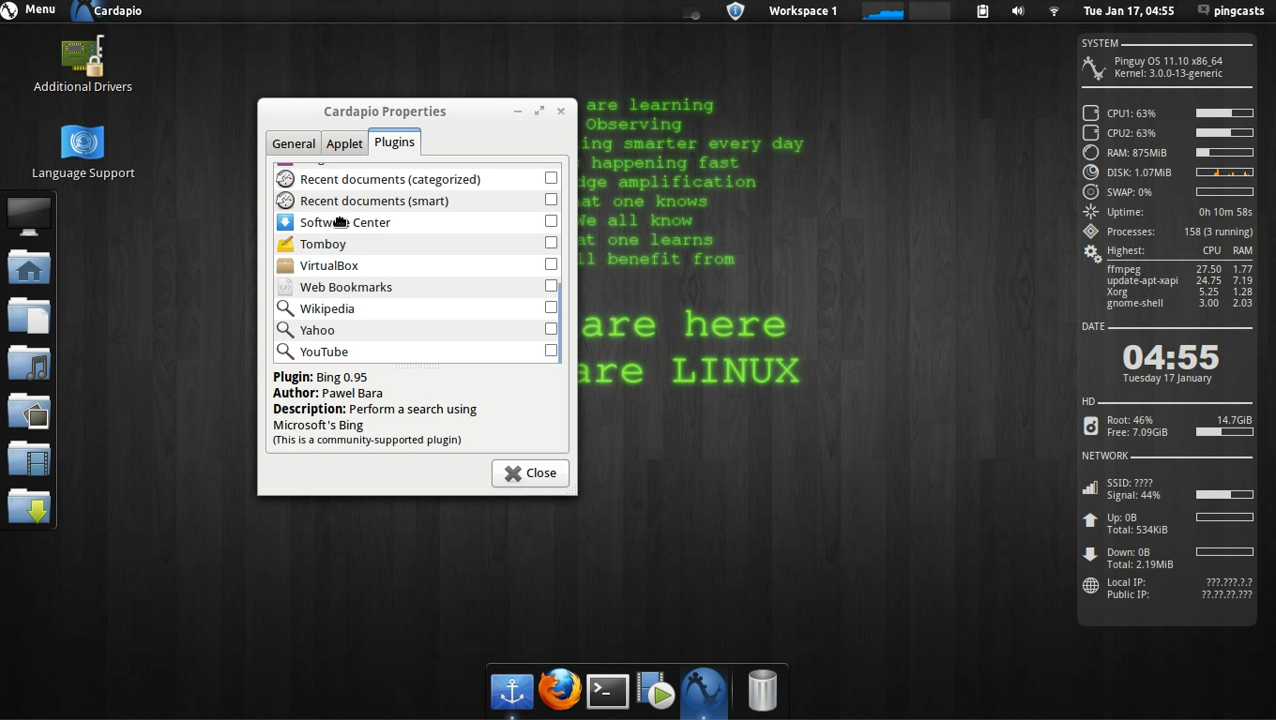 Menu
Cardapio
Workspace 1
Tue Jan 17, 04:55
pingcasts
Additional Drivers
Language Support
Cardapio Properties
General
Applet
Plugins
Recent documents (categorized)
Recent documents (smart)
Software Center
Tomboy
VirtualBox
Web Bookmarks
Wikipedia
Yahoo
YouTube
Plugin: Bing 0.95
Author: Pawel Bara
Description: Perform a search using
Microsoft's Bing
(This is a community-supported plugin)
Close
are learning
Observing
smarter every day
happening fast
amplification
one knows
all know
one learns
benefit from
are here
are LINUX
SYSTEM
Pinguy OS 11.10 x86_64
Kernel: 3.0.0-13-generic
CPU1: 63%
CPU2: 63%
RAM: 875MiB
DISK: 1.07MiB
SWAP: 0%
Uptime: 0h 10m 58s
Processes: 158 (3 running)
Highest: CPU RAM
ffmpeg 27.50 1.77
update-apt-xapi 24.75 7.19
Xorg 5.25 1.28
gnome-shell 3.00 2.03
DATE
04:55
Tuesday 17 January
HD
Root: 46% 14.7GiB
Free: 7.09GiB
NETWORK
SSID: ????
Signal: 44%
Up: 0B
Total: 534KiB
Down: 0B
Total: 2.19MiB
Local IP: ???.???.?.?
Public IP: ??.??.??.???